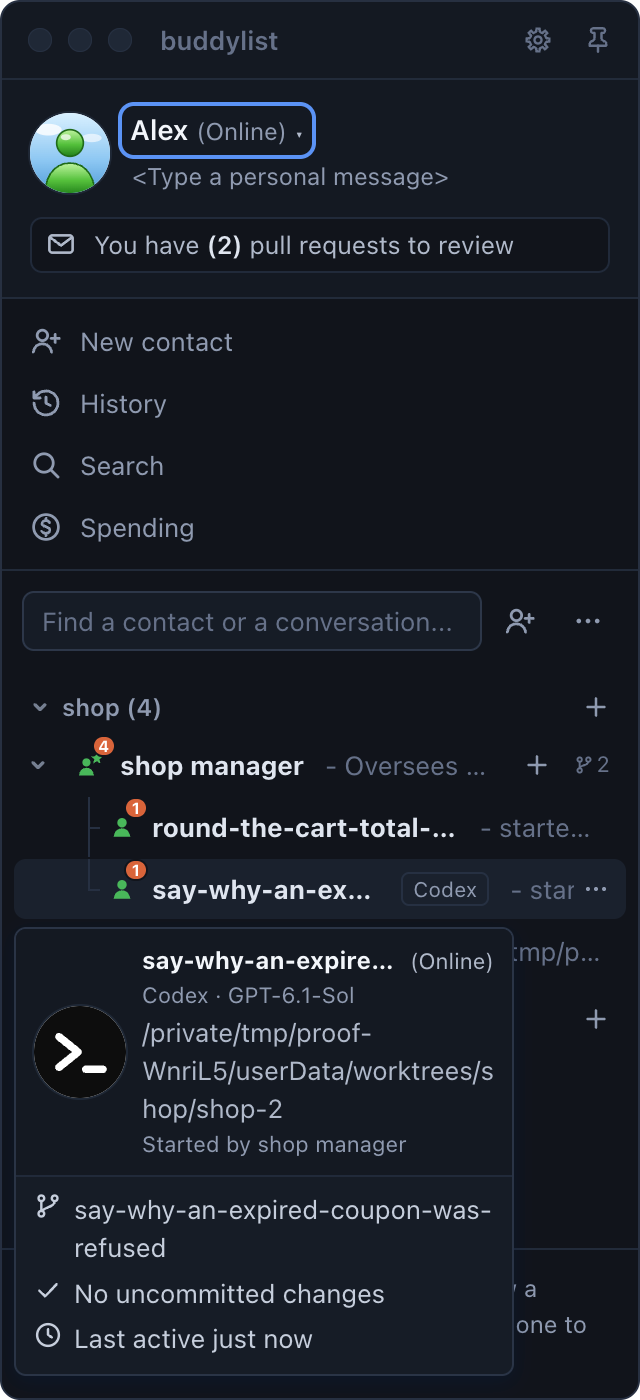 buddylist
Alex (Online)
<Type a personal message>
You have (2) pull requests to review
New contact
History
Search
Spending
Find a contact or a conversation...
shop (4)
4
shop manager - Oversees ... 2
1
round-the-cart-total-... - starte...
1
say-why-an-ex... Codex - star ...
tmp/p...
say-why-an-expire... (Online)
Codex · GPT-6.1-Sol
/private/tmp/proof-
WnriL5/userData/worktrees/s
hop/shop-2
Started by shop manager
say-why-an-expired-coupon-was-
refused
No uncommitted changes
a
Last active just now
one to